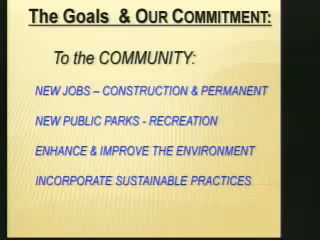 The Goals & OUR COMMITMENT:
To the COMMUNITY:
NEW JOBS – CONSTRUCTION & PERMANENT
NEW PUBLIC PARKS - RECREATION
ENHANCE & IMPROVE THE ENVIRONMENT
INCORPORATE SUSTAINABLE PRACTICES